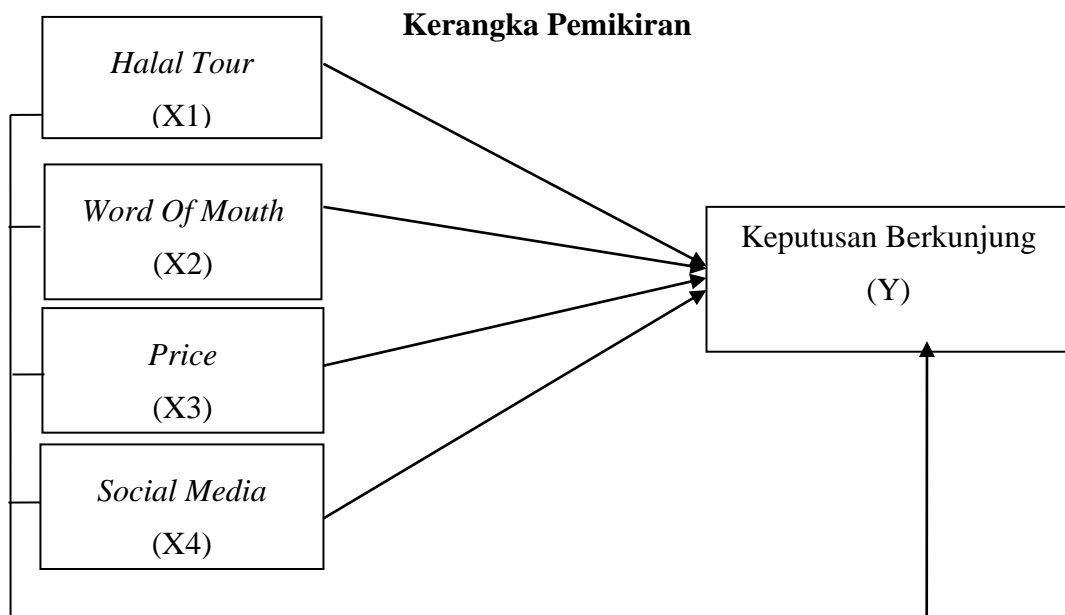 Kerangka Pemikiran
Halal Tour
(X1)
Word Of Mouth
(X2)
Price
(X3)
Social Media
(X4)
Keputusan Berkunjung
(Y)